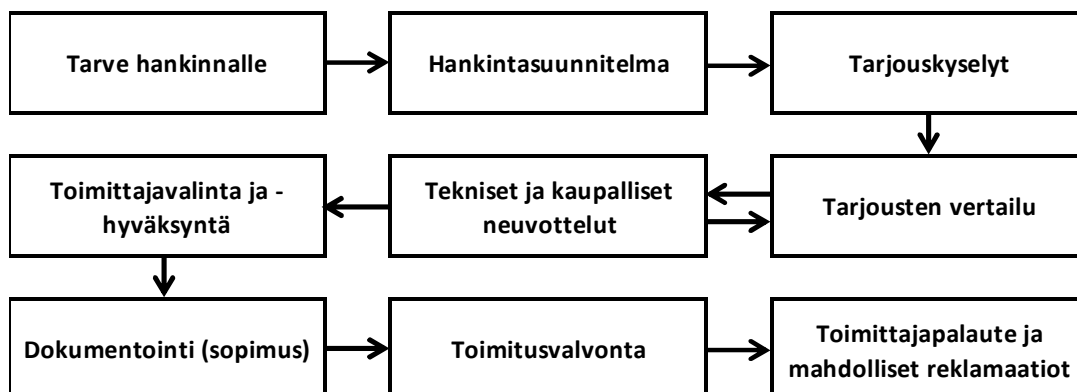 Tarve hankinnalle
Hankintasuunnitelma
Tarjouskyselyt
Tarjousten vertailu
Tekniset ja kaupalliset
neuvottelut
Toimittajavalinta ja -
hyväksyntä
Dokumentointi (sopimus)
Toimitusvalvonta
Toimittajapalaute ja
mahdolliset reklamaatiot